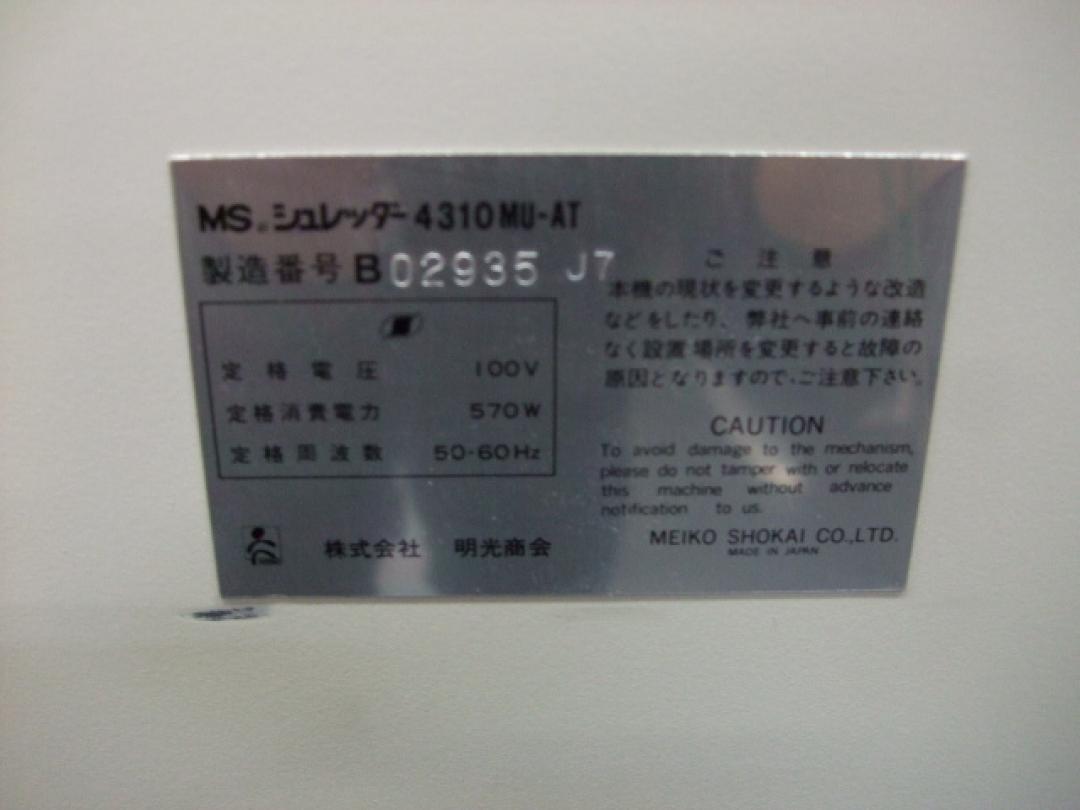 MS® シュレッダー 4310MU-AT
製造番号 B 02935 J7
定格電圧 100V
定格消費電力 570W
定格周波数 50-60Hz
株式会社 明光商会
ご注意
本機の現状を変更するような改造
などをしたり、弊社へ事前の連絡
なく設置場所を変更すると故障の
原因となりますので、ご注意下さい。
CAUTION
To avoid damage to the mechanism,
please do not tamper with or relocate
this machine without advance
notification to us.
MEIKO SHOKAI CO.,LTD.
MADE IN JAPAN